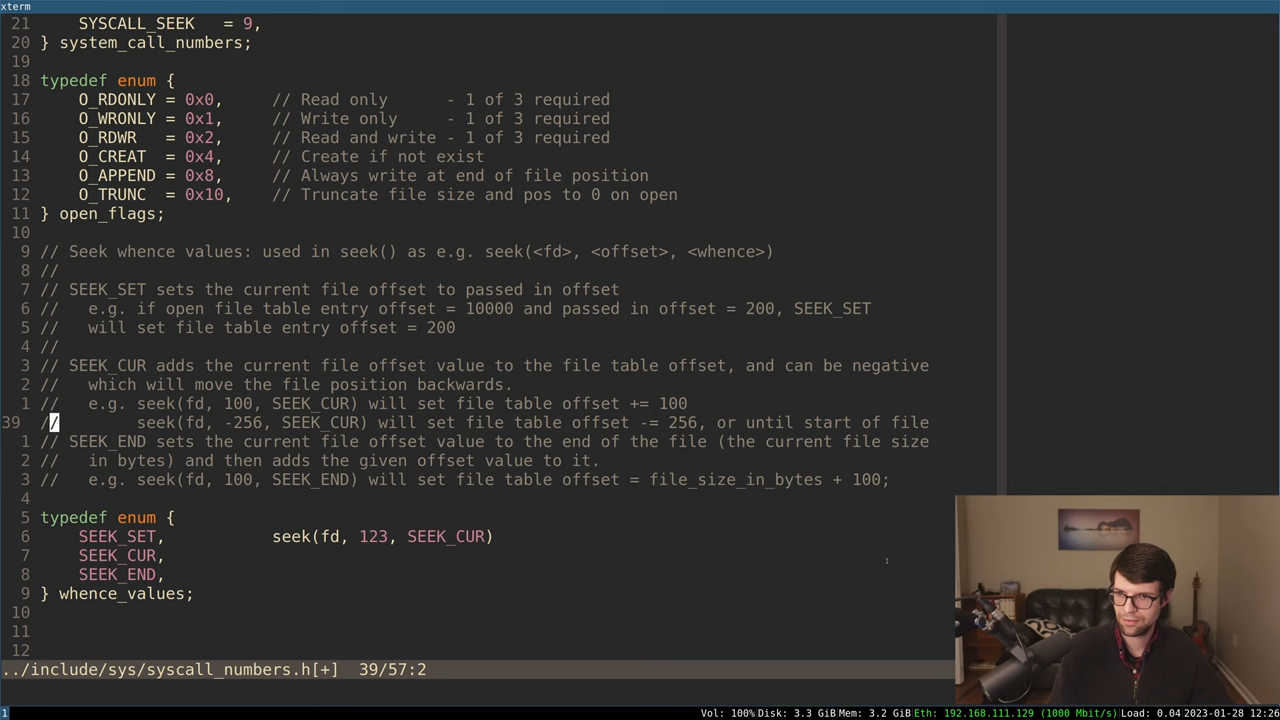 xterm
21     SYSCALL_SEEK   = 9,
20 } system_call_numbers;
19
18 typedef enum {
17     O_RDONLY = 0x0,     // Read only      - 1 of 3 required
16     O_WRONLY = 0x1,     // Write only     - 1 of 3 required
15     O_RDWR   = 0x2,     // Read and write - 1 of 3 required
14     O_CREAT  = 0x4,     // Create if not exist
13     O_APPEND = 0x8,     // Always write at end of file position
12     O_TRUNC  = 0x10,    // Truncate file size and pos to 0 on open
11 } open_flags;
10
9 // Seek whence values: used in seek() as e.g. seek(<fd>, <offset>, <whence>)
8 //
7 // SEEK_SET sets the current file offset to passed in offset
6 //   e.g. if open file table entry offset = 10000 and passed in offset = 200, SEEK_SET
5 //   will set file table entry offset = 200
4 //
3 // SEEK_CUR adds the current file offset value to the file table offset, and can be negative
2 //   which will move the file position backwards.
1 //   e.g. seek(fd, 100, SEEK_CUR) will set file table offset += 100
39 //        seek(fd, -256, SEEK_CUR) will set file table offset -= 256, or until start of file
1 // SEEK_END sets the current file offset value to the end of the file (the current file size
2 //   in bytes) and then adds the given offset value to it.
3 //   e.g. seek(fd, 100, SEEK_END) will set file table offset = file_size_in_bytes + 100;
4
5 typedef enum {
6     SEEK_SET,           seek(fd, 123, SEEK_CUR)
7     SEEK_CUR,
8     SEEK_END,
9 } whence_values;
10
11
12
../include/sys/syscall_numbers.h[+]  39/57:2
1 Vol: 100% Disk: 3.3 GiB Mem: 3.2 GiB Eth: 192.168.111.129 (1000 Mbit/s) Load: 0.04 2023-01-28 12:26